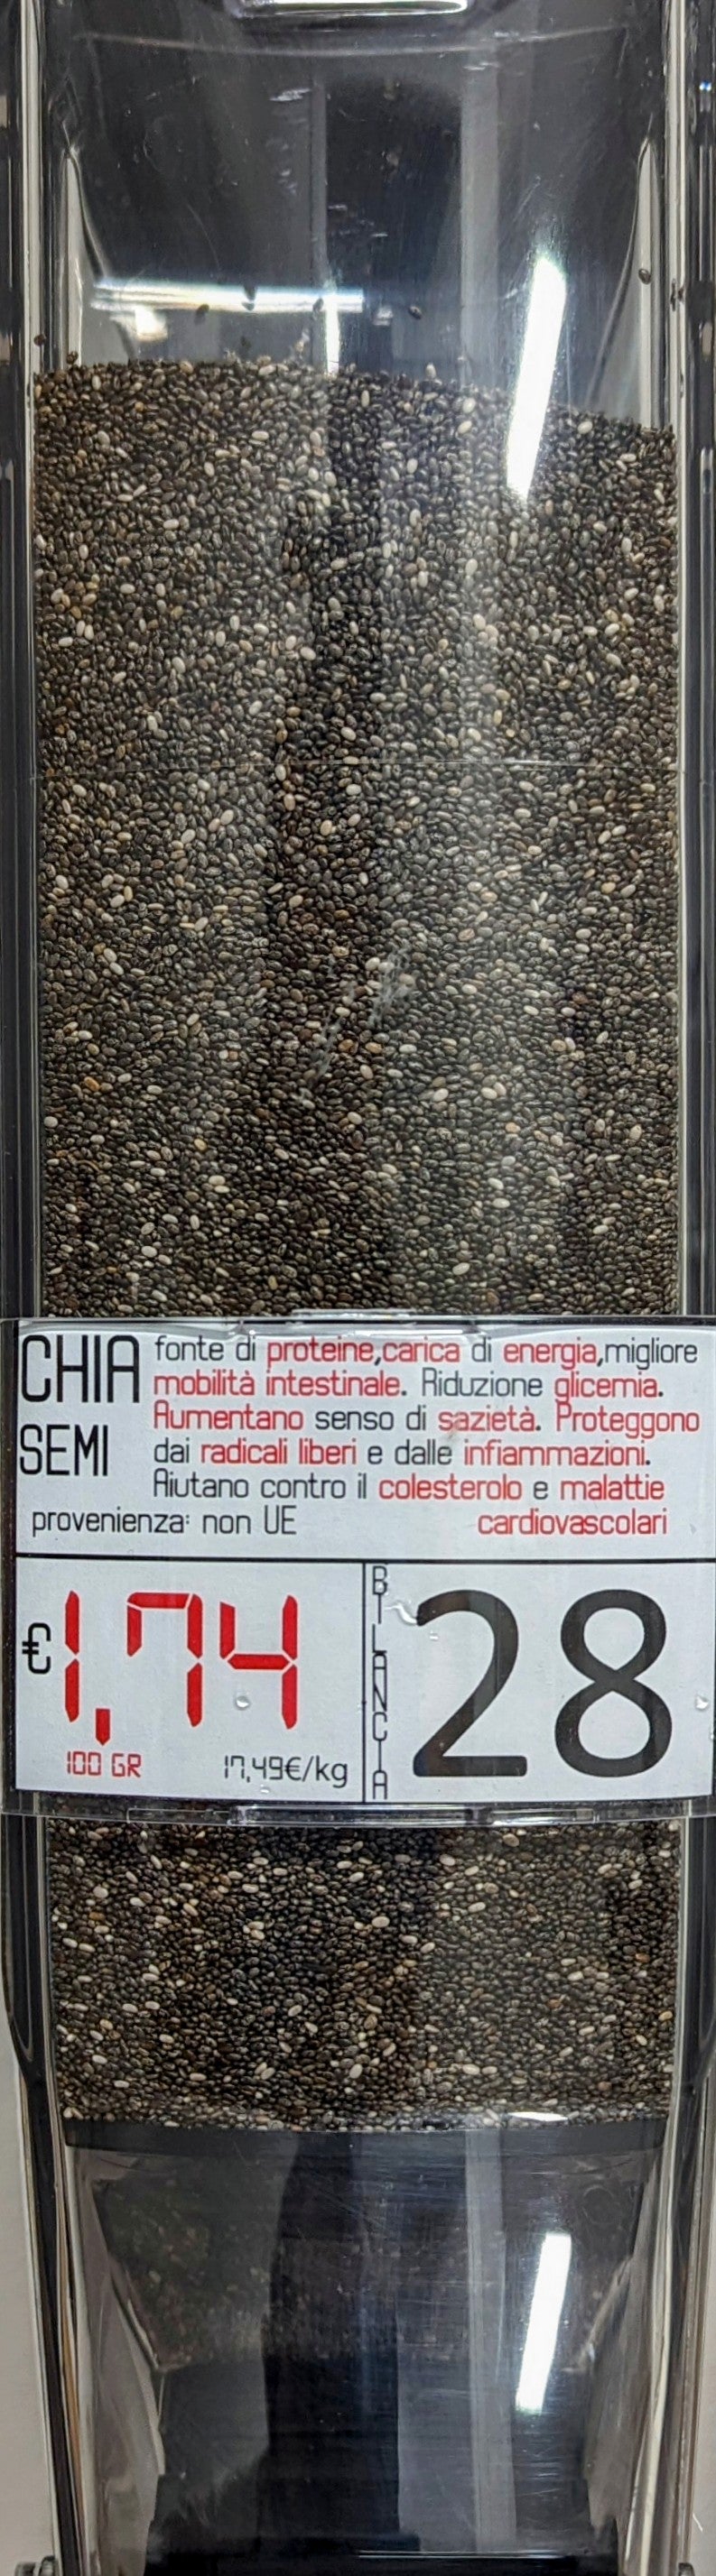 CHIA
SEMI
fonte di proteine,carica di energia,migliore
mobilità intestinale. Riduzione glicemia.
Aumentano senso di sazietà. Proteggono
dai radicali liberi e dalle infiammazioni.
Aiutano contro il colesterolo e malattie
cardiovascolari
provenienza: non UE
€1,74
100 GR
17,49€/kg
BILANCIA
28